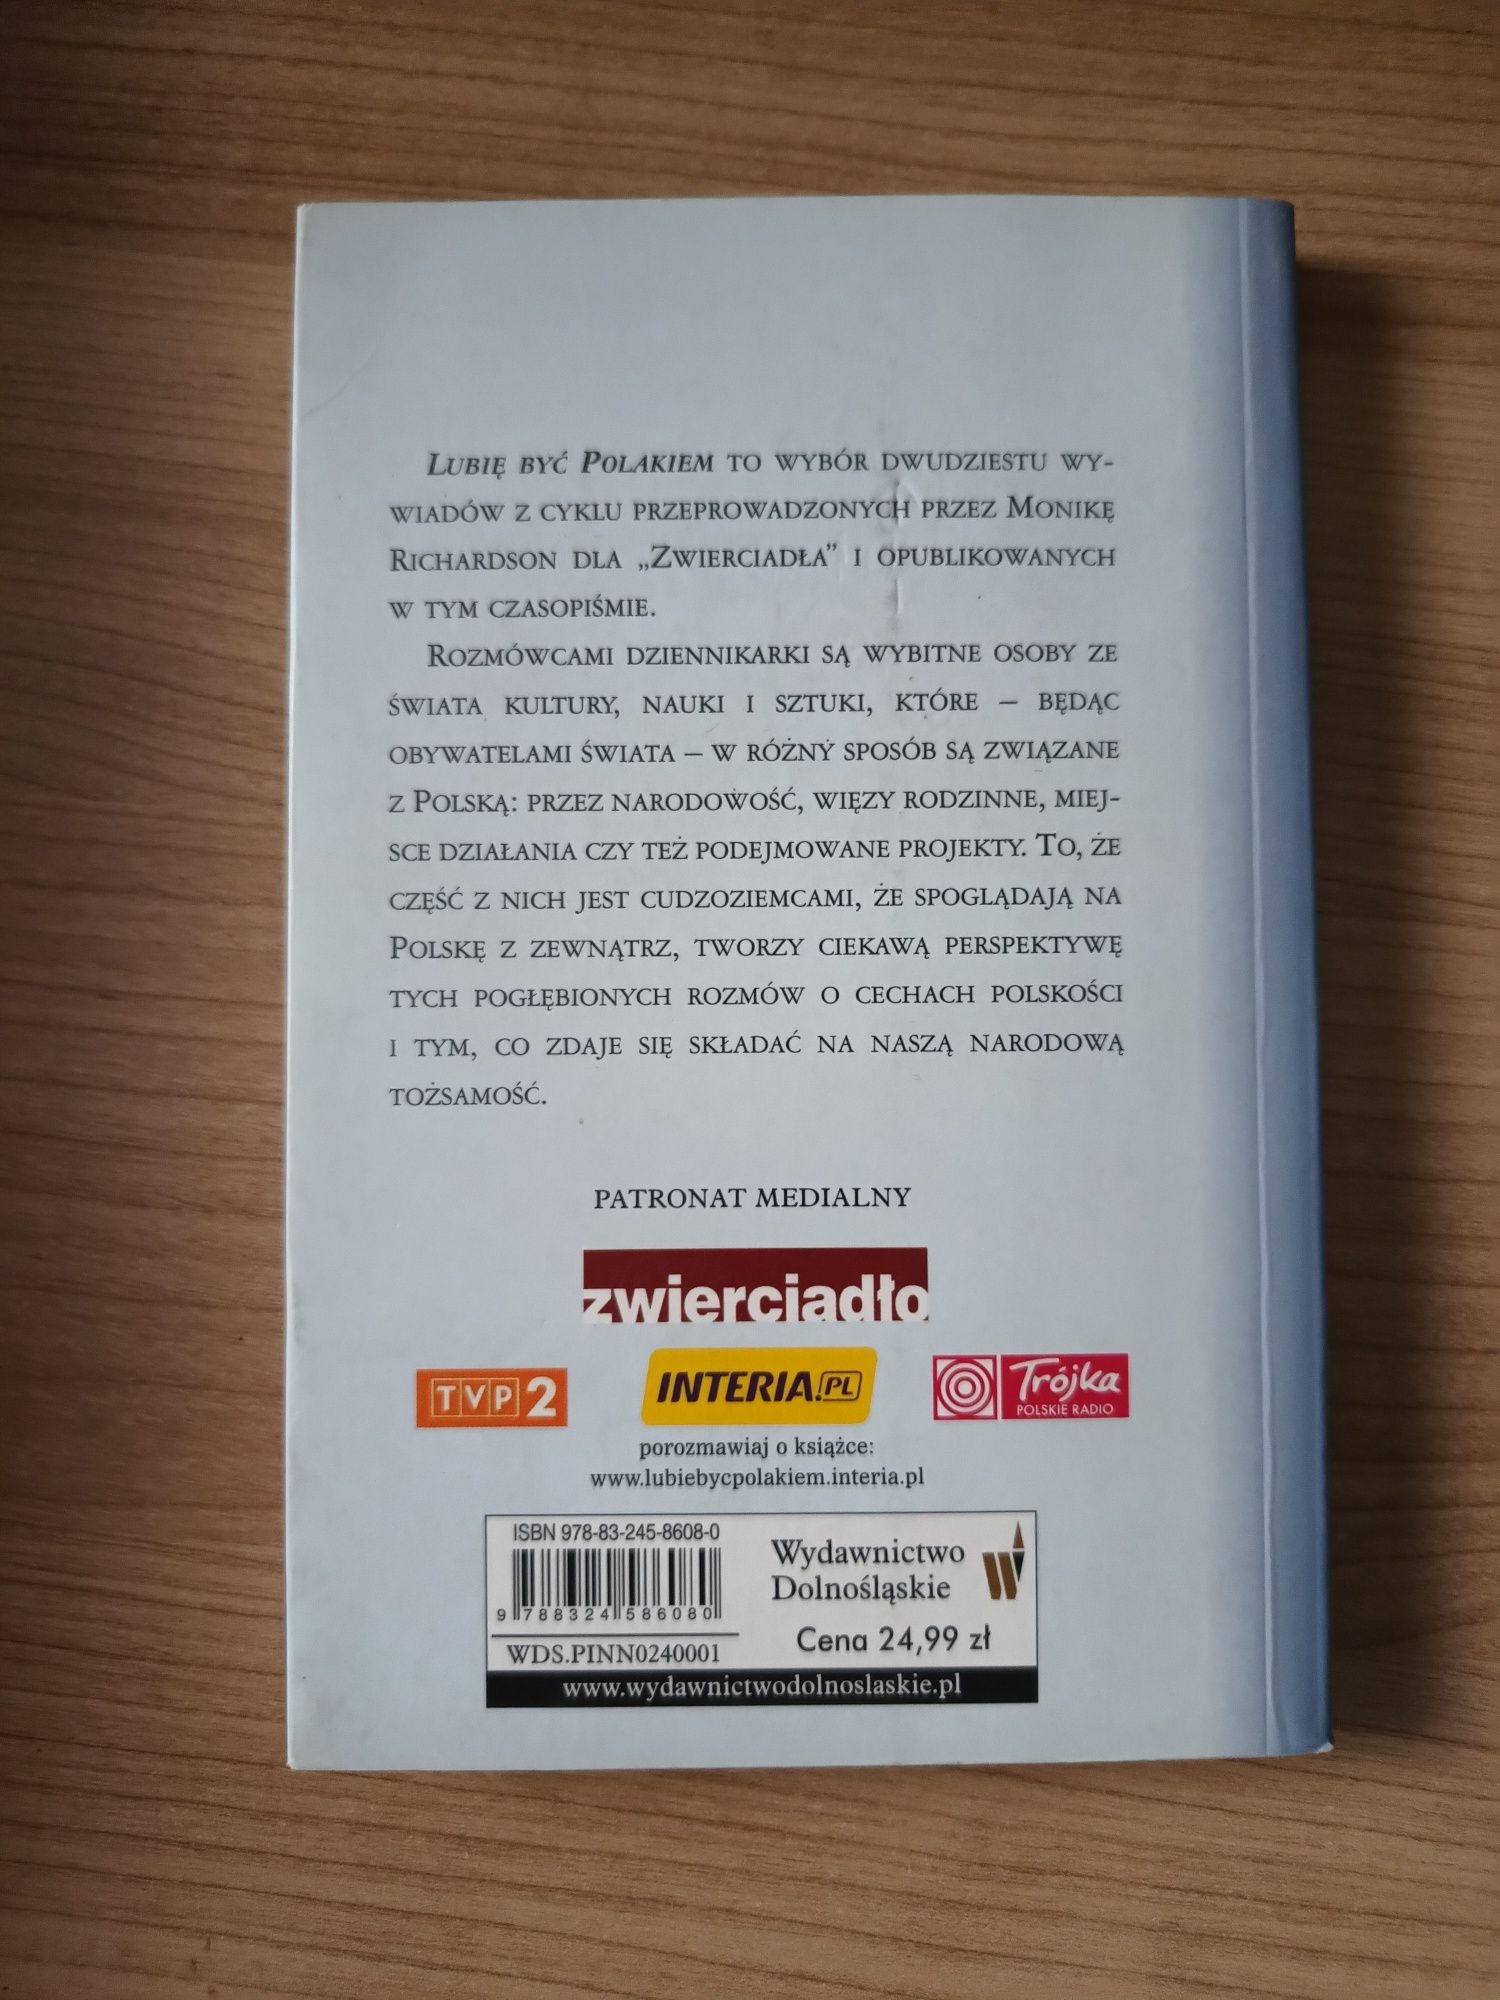 Lubię być Polakiem to wybór dwudziestu wy-
wiadów z cyklu przeprowadzonych przez Monikę
Richardson dla „Zwierciadła” i opublikowanych
w tym czasopiśmie.
Rozmówcami dziennikarki są wybitne osoby ze
świata kultury, nauki i sztuki, które – będąc
obywatelami świata – w różny sposób są związane
z Polską: przez narodowość, więzy rodzinne, miej-
sce działania czy też podejmowane projekty. To, że
część z nich jest cudzoziemcami, że spoglądają na
Polskę z zewnątrz, tworzy ciekawą perspektywę
tych pogłębionych rozmów o cechach polskości
i tym, co zdaje się składać na naszą narodową
tożsamość.
PATRONAT MEDIALNY
zwierciadło
TVP2
INTERIA.PL
Trójka
POLSKIE RADIO
porozmawiaj o książce:
www.lubiebycpolakiem.interia.pl
ISBN 978-83-245-8608-0
9 788324 586080
WDS.PINN0240001
Wydawnictwo
Dolnośląskie
Cena 24,99 zł
www.wydawnictwodolnoslaskie.pl